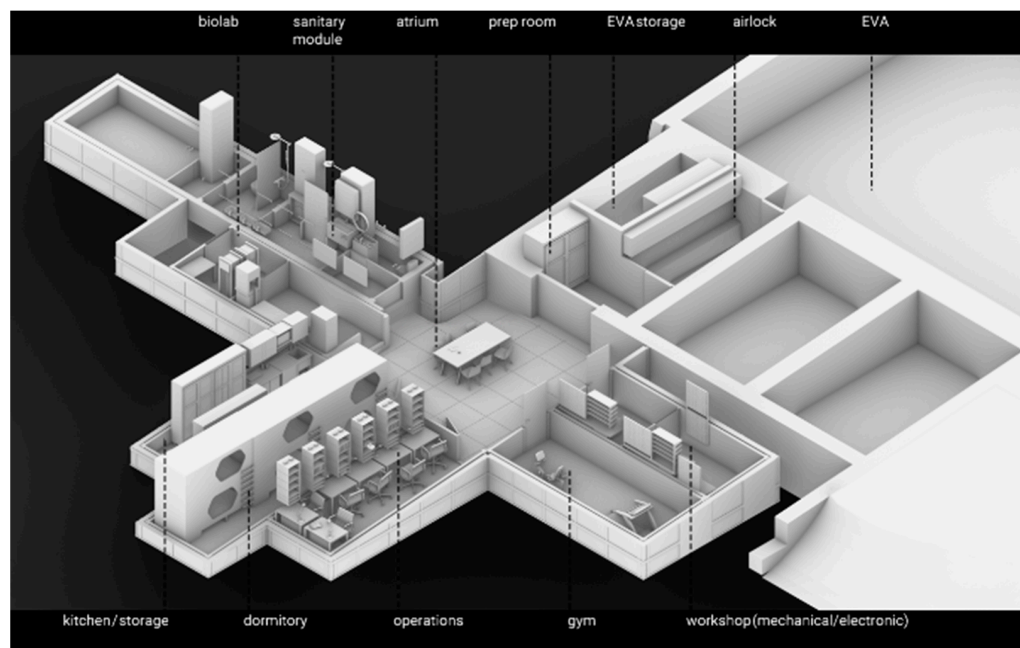 biolab
sanitary
module
atrium
prep room
EVA storage
airlock
EVA
kitchen/storage
dormitory
operations
gym
workshop(mechanical/electronic)